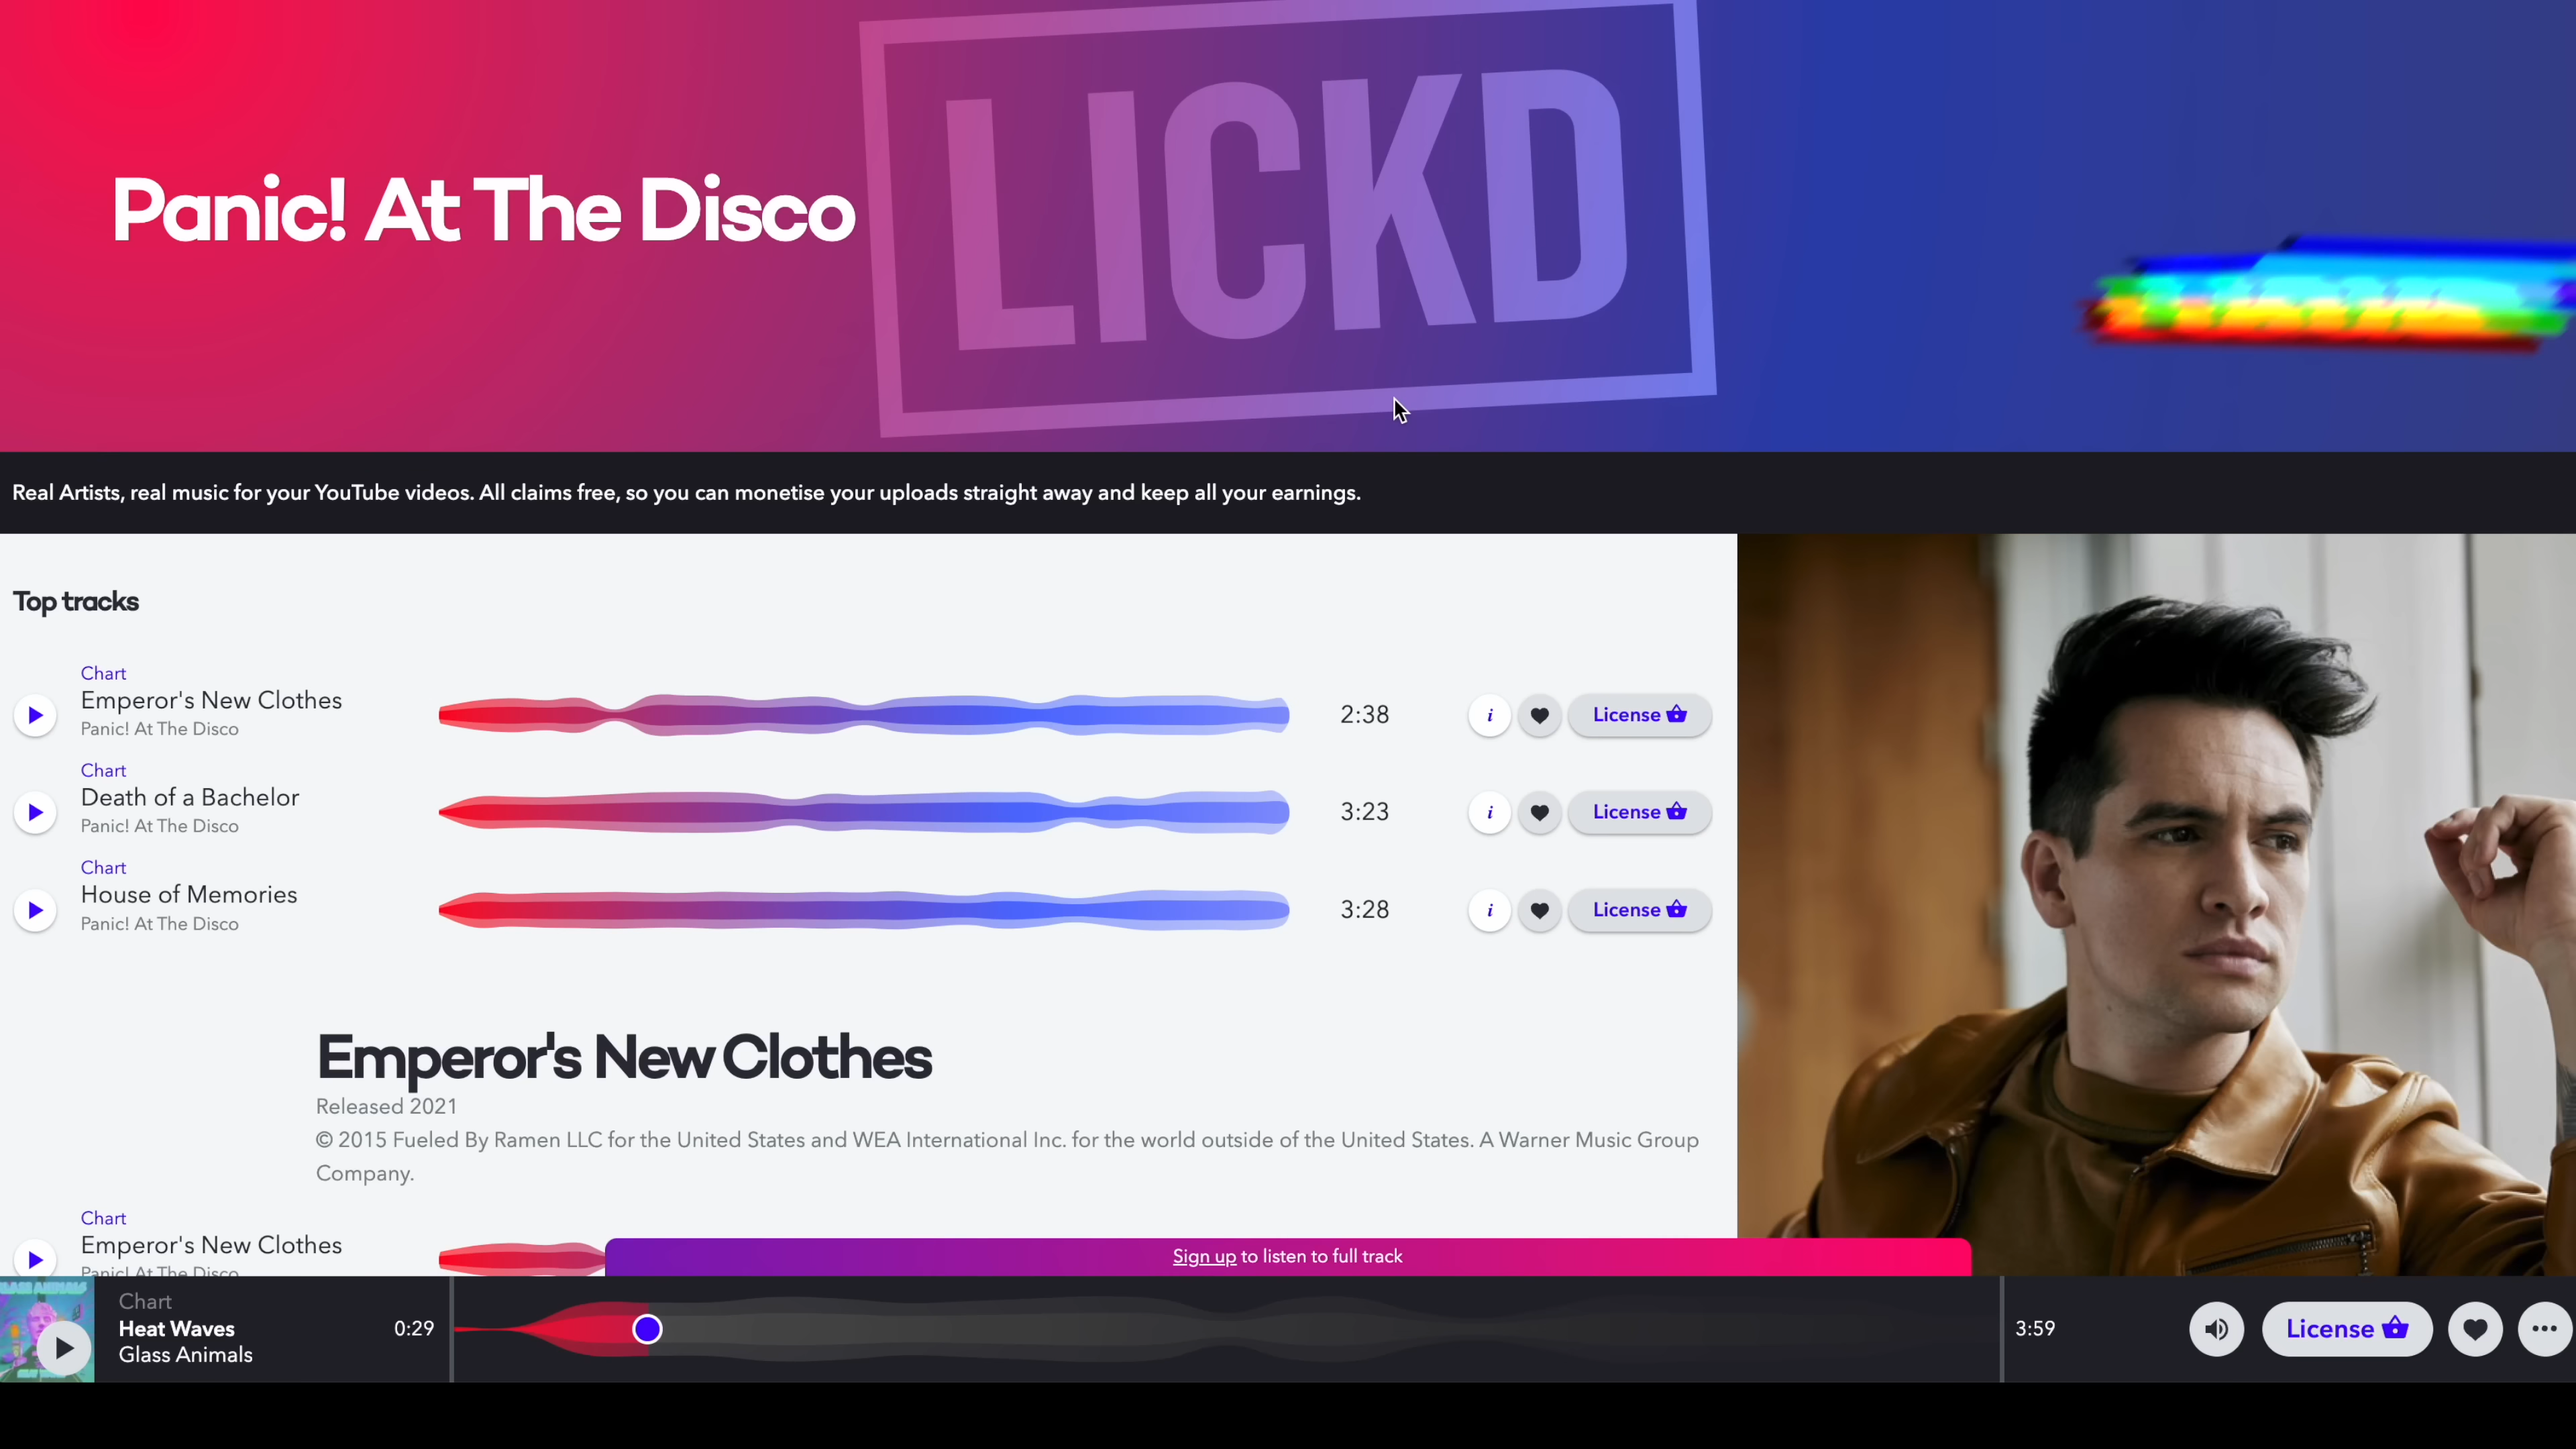 LICKD
Panic! At The Disco
Real Artists, real music for your YouTube videos. All claims free, so you can monetise your uploads straight away and keep all your earnings.
Top tracks
Chart
Emperor's New Clothes
Panic! At The Disco
2:38
i
License
Chart
Death of a Bachelor
Panic! At The Disco
3:23
i
License
Chart
House of Memories
Panic! At The Disco
3:28
i
License
Emperor's New Clothes
Released 2021
© 2015 Fueled By Ramen LLC for the United States and WEA International Inc. for the world outside of the United States. A Warner Music Group
Company.
Chart
Emperor's New Clothes
Panic! At The Disco
Sign up to listen to full track
Chart
Heat Waves
Glass Animals
0:29
3:59
License